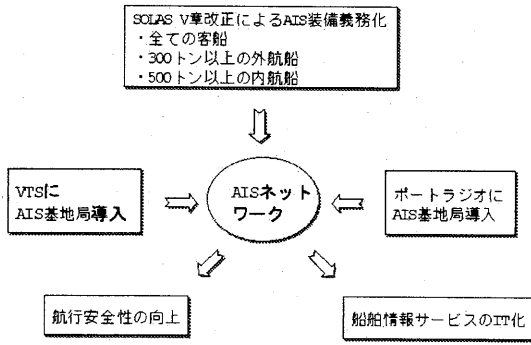 SOLAS V章改正によるAIS装備義務化
・全ての客船
・300トン以上の外航船
・500トン以上の内航船
VTSに
AIS基地局導入
AISネット
ワーク
ポートラジオに
AIS基地局導入
航行安全性の向上
船舶情報サービスのIT化